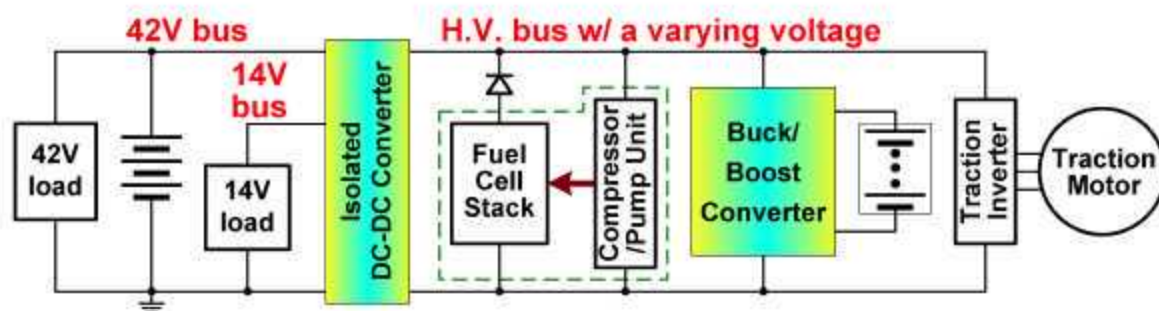 42V bus
H.V. bus w/ a varying voltage
14V
bus
42V
load
14V
load
Isolated
DC-DC Converter
Fuel
Cell
Stack
Compressor
/Pump Unit
Buck/
Boost
Converter
Traction
Inverter
Traction
Motor